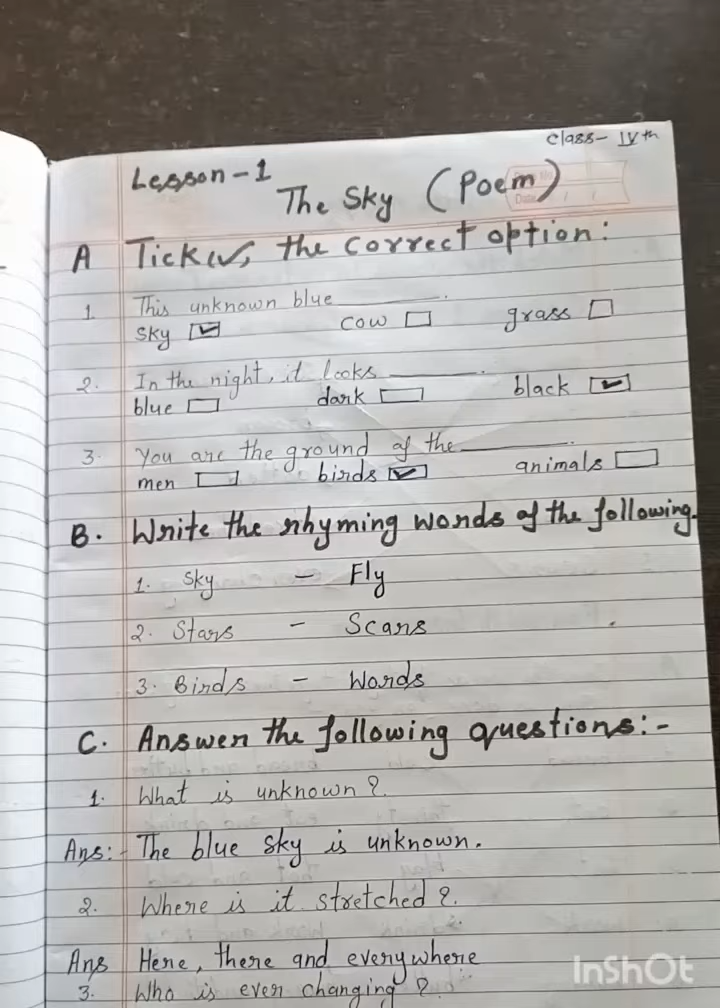 Class- IVth
Lesson-1
The Sky (Poem)
A Tick (✓) the correct option:
1. This unknown blue ________.
sky ☑ cow ☐ grass ☐
2. In the night, it looks ________.
blue ☐ dark ☐ black ☑
3. You are the ground of the ________.
men ☐ birds ☑ animals ☐
B. Write the rhyming words of the following.
1. Sky - Fly
2. Stars - Scars
3. Birds - Words
C. Answer the following questions:-
1. What is unknown?
Ans:- The blue sky is unknown.
2. Where is it stretched?
Ans Here, there and everywhere
3. Who is ever changing?
InShOt